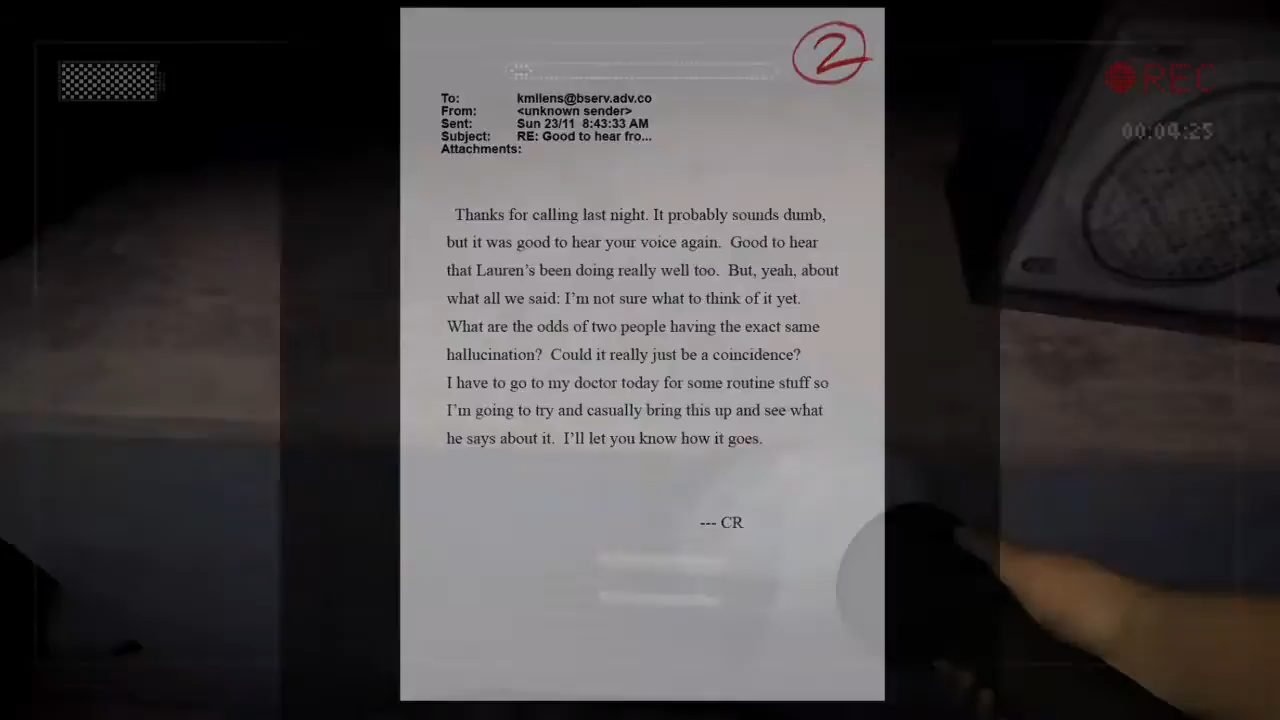 2
REC
00:04:25
To: kmllens@bserv.adv.co
From: <unknown sender>
Sent: Sun 23/11 8:43:33 AM
Subject: RE: Good to hear fro...
Attachments:
Thanks for calling last night. It probably sounds dumb,
but it was good to hear your voice again. Good to hear
that Lauren's been doing really well too. But, yeah, about
what all we said: I'm not sure what to think of it yet.
What are the odds of two people having the exact same
hallucination? Could it really just be a coincidence?
I have to go to my doctor today for some routine stuff so
I'm going to try and casually bring this up and see what
he says about it. I'll let you know how it goes.
--- CR